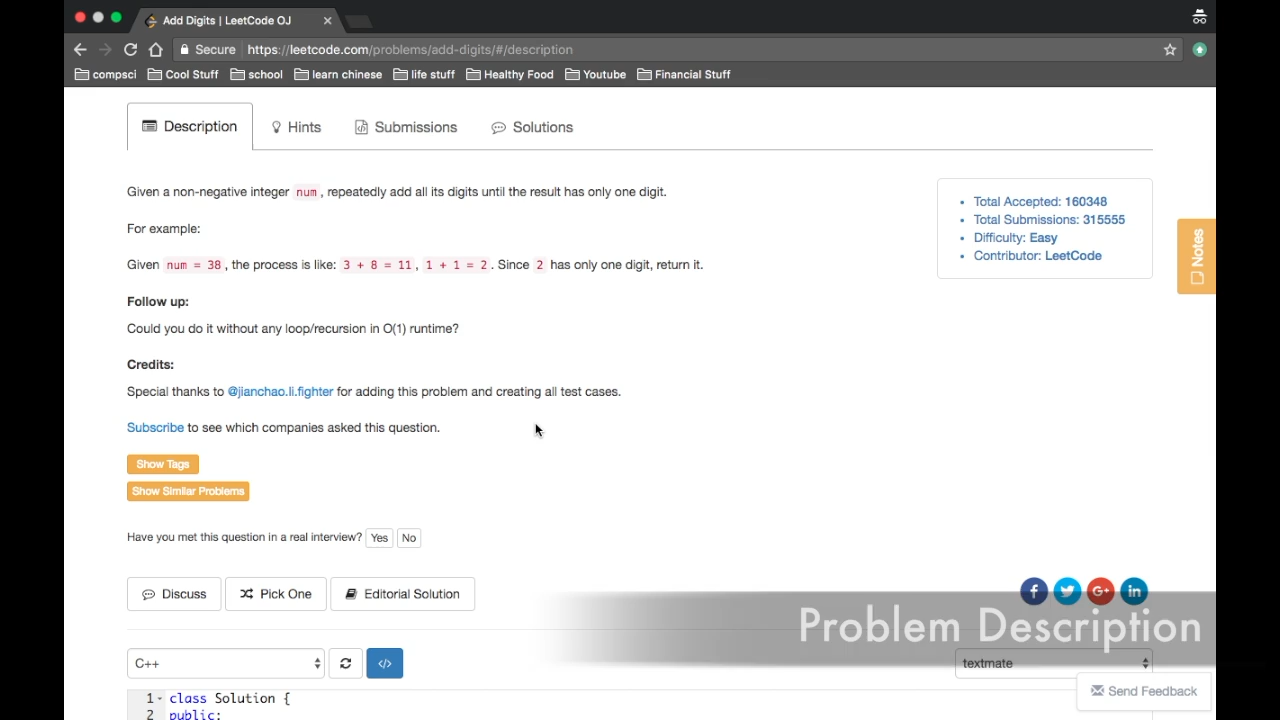 Add Digits | LeetCode OJ
Secure https://leetcode.com/problems/add-digits/#/description
compsci Cool Stuff school learn chinese life stuff Healthy Food Youtube Financial Stuff
Description Hints Submissions Solutions
Given a non-negative integer num, repeatedly add all its digits until the result has only one digit.
Total Accepted: 160348
Total Submissions: 315555
Difficulty: Easy
Contributor: LeetCode
Notes
For example:
Given num = 38, the process is like: 3 + 8 = 11, 1 + 1 = 2. Since 2 has only one digit, return it.
Follow up:
Could you do it without any loop/recursion in O(1) runtime?
Credits:
Special thanks to @jianchao.li.fighter for adding this problem and creating all test cases.
Subscribe to see which companies asked this question.
Show Tags
Show Similar Problems
Have you met this question in a real interview? Yes No
Discuss Pick One Editorial Solution
f G+ in
Problem Description
C++ </> textmate
Send Feedback
1 class Solution {
2 public: